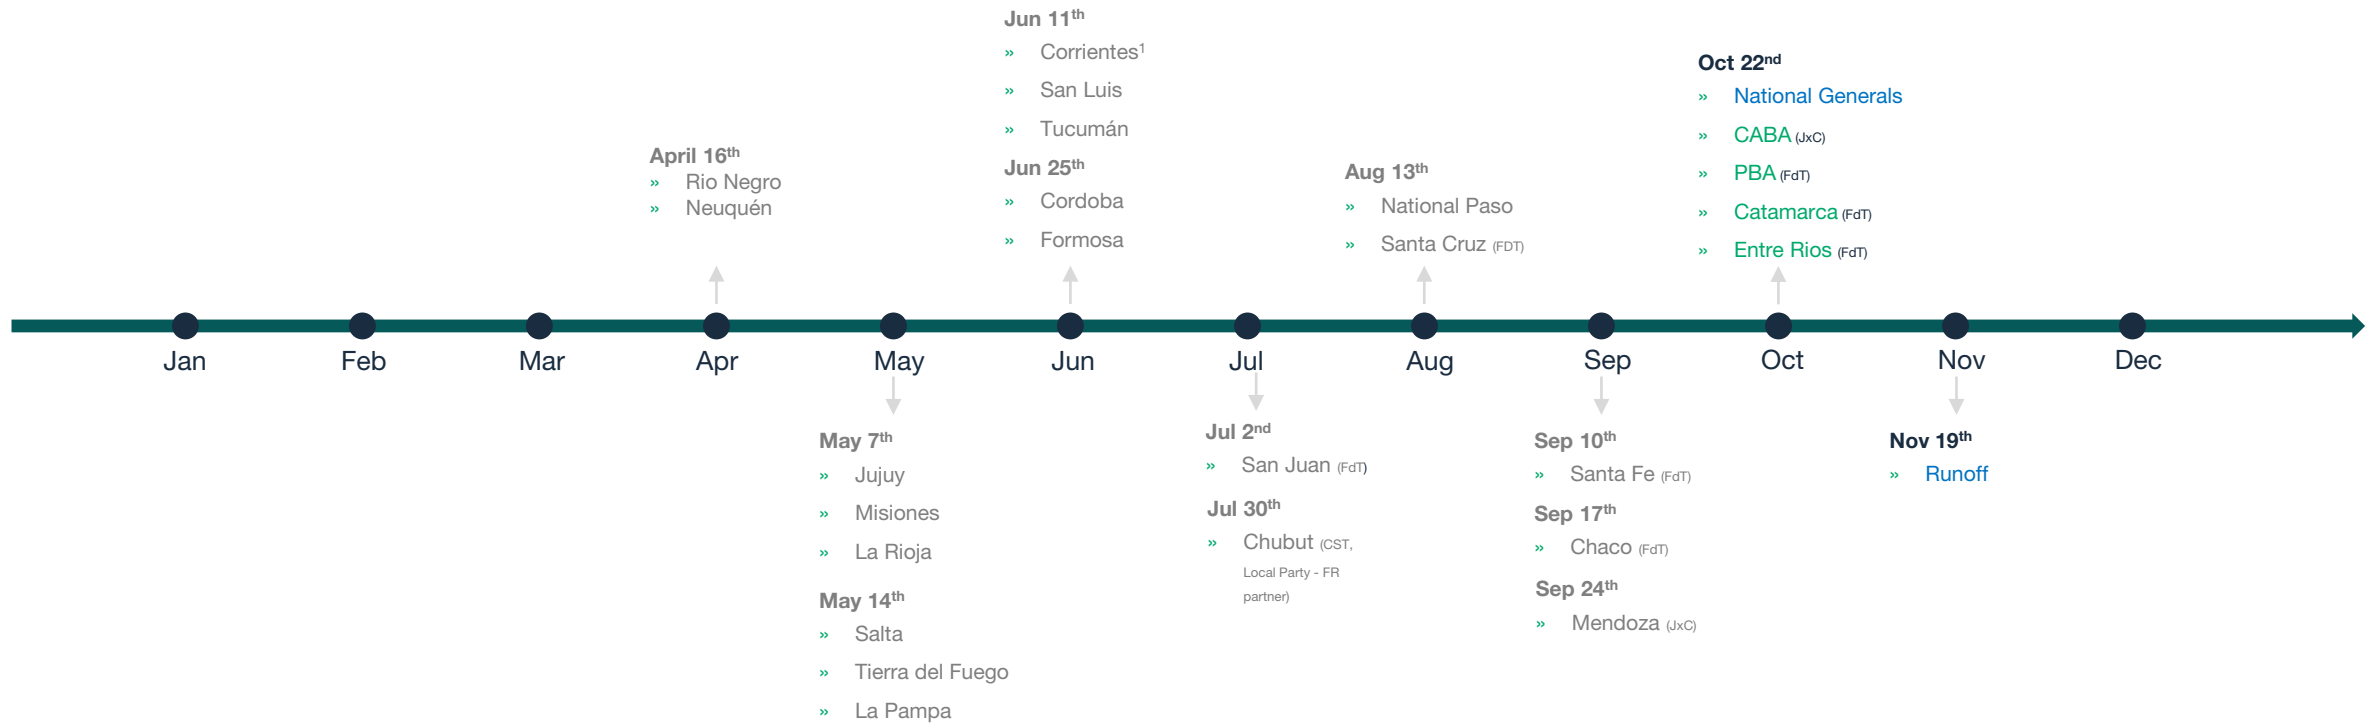 Jun 11th
» Corrientes1
» San Luis
» Tucumán
Jun 25th
» Cordoba
» Formosa
Oct 22nd
» National Generals
» CABA (JxC)
» PBA (FdT)
» Catamarca (FdT)
» Entre Rios (FdT)
April 16th
» Rio Negro
» Neuquén
Aug 13th
» National Paso
» Santa Cruz (FDT)
Jan Feb Mar Apr May Jun Jul Aug Sep Oct Nov Dec
May 7th
» Jujuy
» Misiones
» La Rioja
May 14th
» Salta
» Tierra del Fuego
» La Pampa
Jul 2nd
» San Juan (FdT)
Jul 30th
» Chubut (CST,
Local Party - FR
partner)
Sep 10th
» Santa Fe (FdT)
Sep 17th
» Chaco (FdT)
Sep 24th
» Mendoza (JxC)
Nov 19th
» Runoff